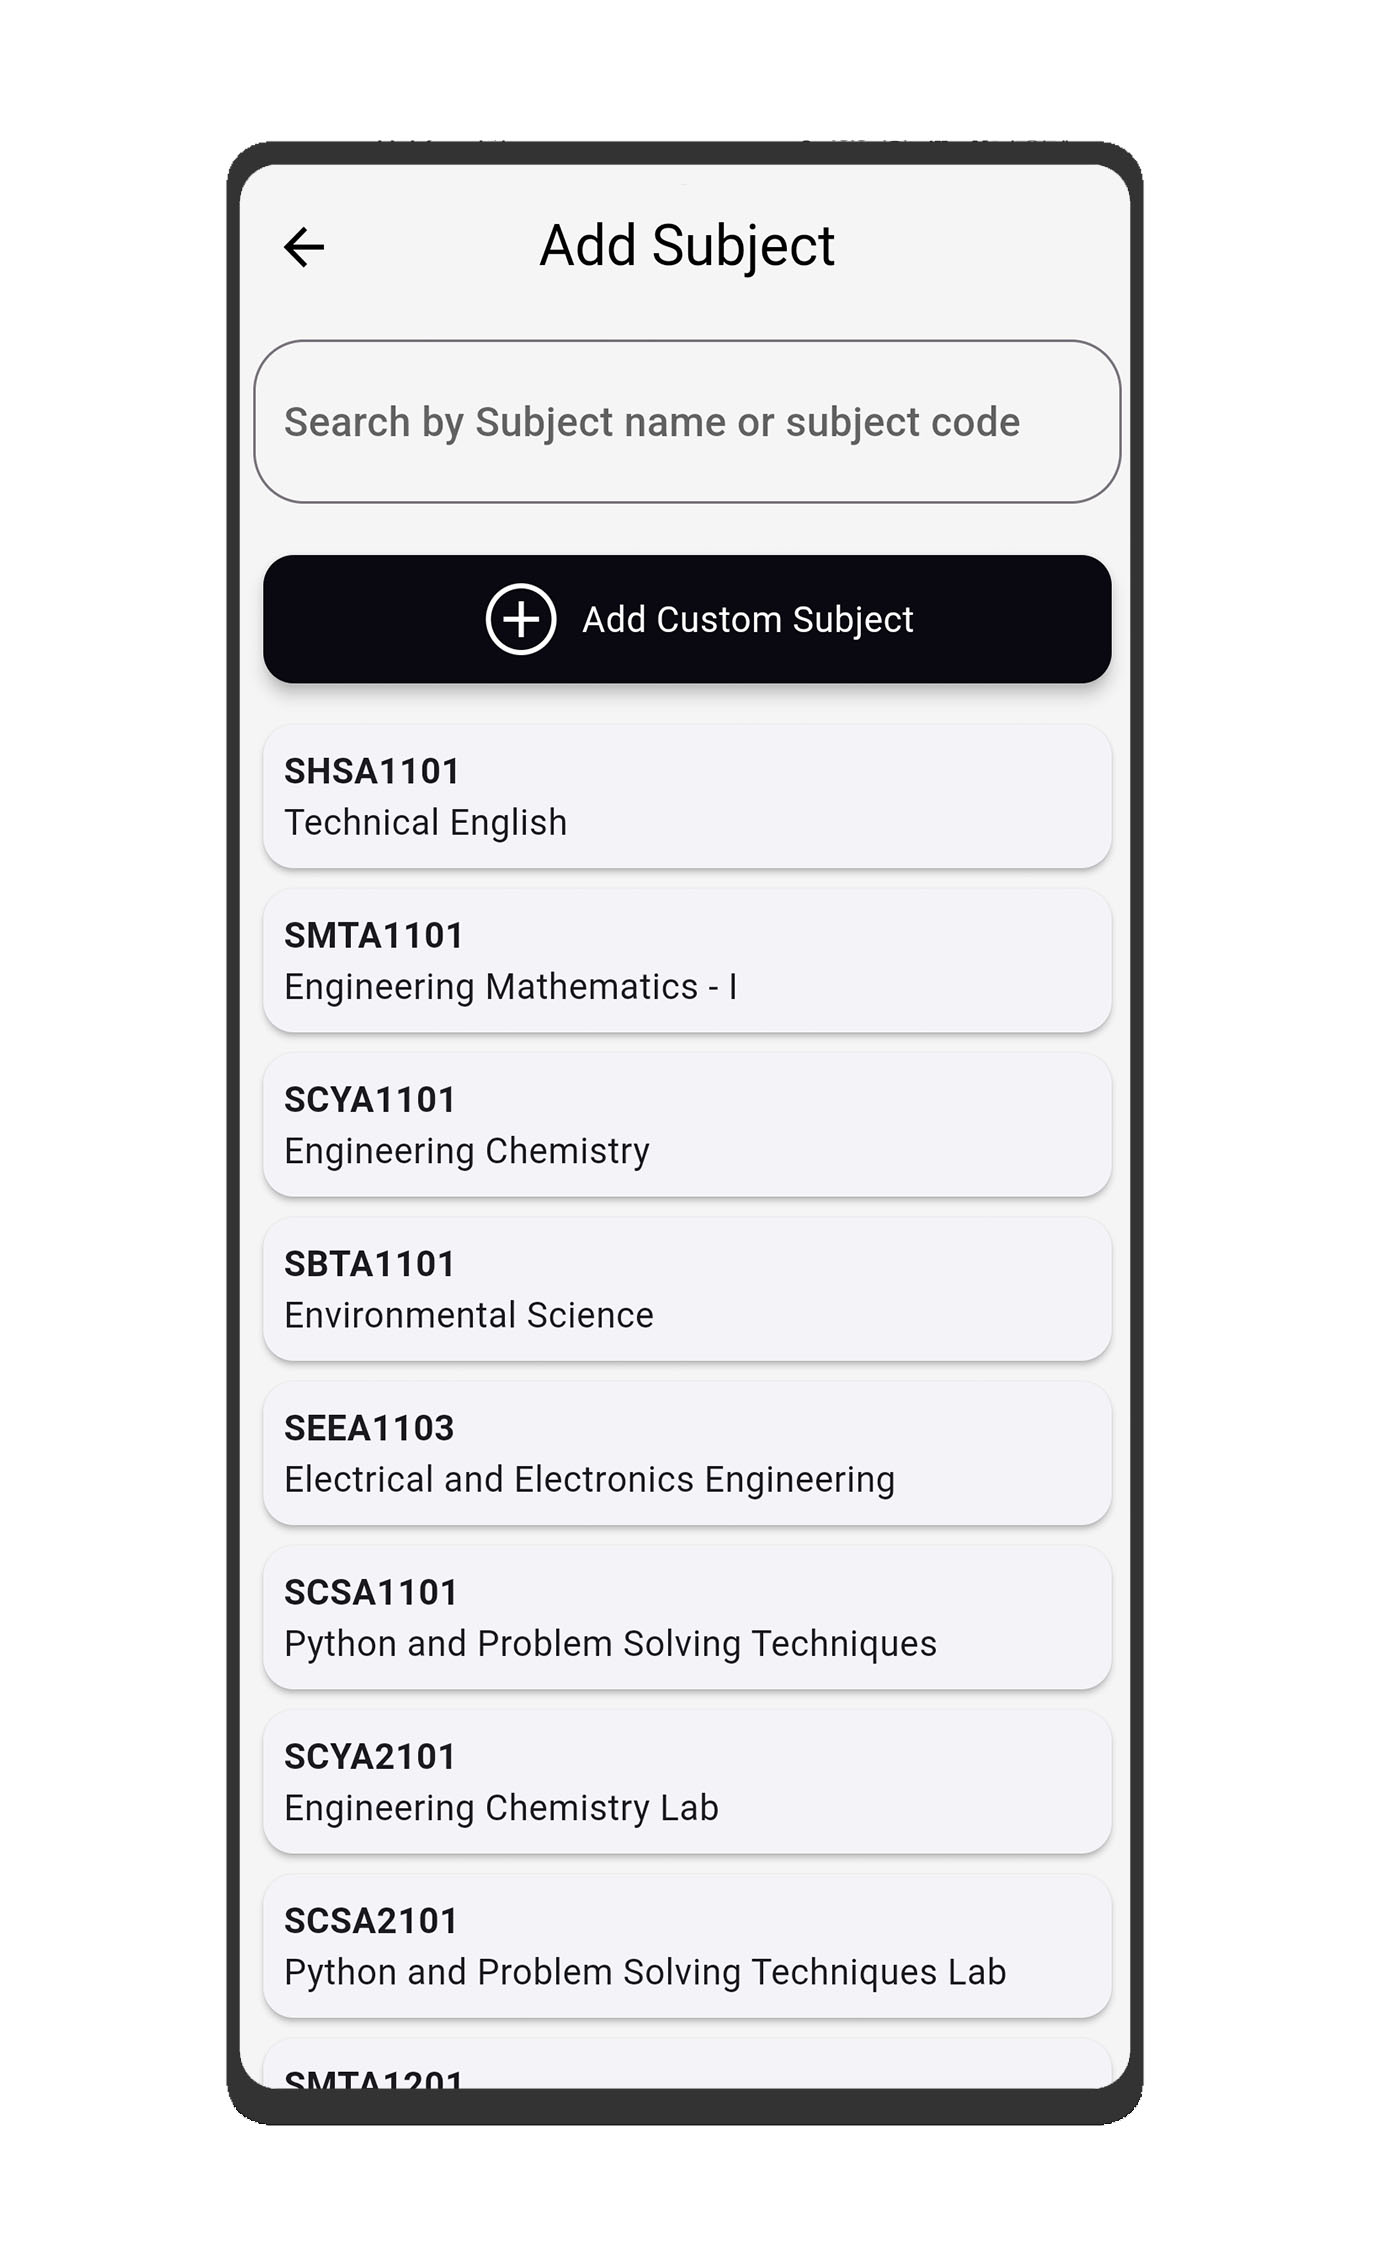 Add Subject
Search by Subject name or subject code
Add Custom Subject
SHSA1101
Technical English
SMTA1101
Engineering Mathematics - I
SCYA1101
Engineering Chemistry
SBTA1101
Environmental Science
SEEA1103
Electrical and Electronics Engineering
SCSA1101
Python and Problem Solving Techniques
SCYA2101
Engineering Chemistry Lab
SCSA2101
Python and Problem Solving Techniques Lab
SMTA1201